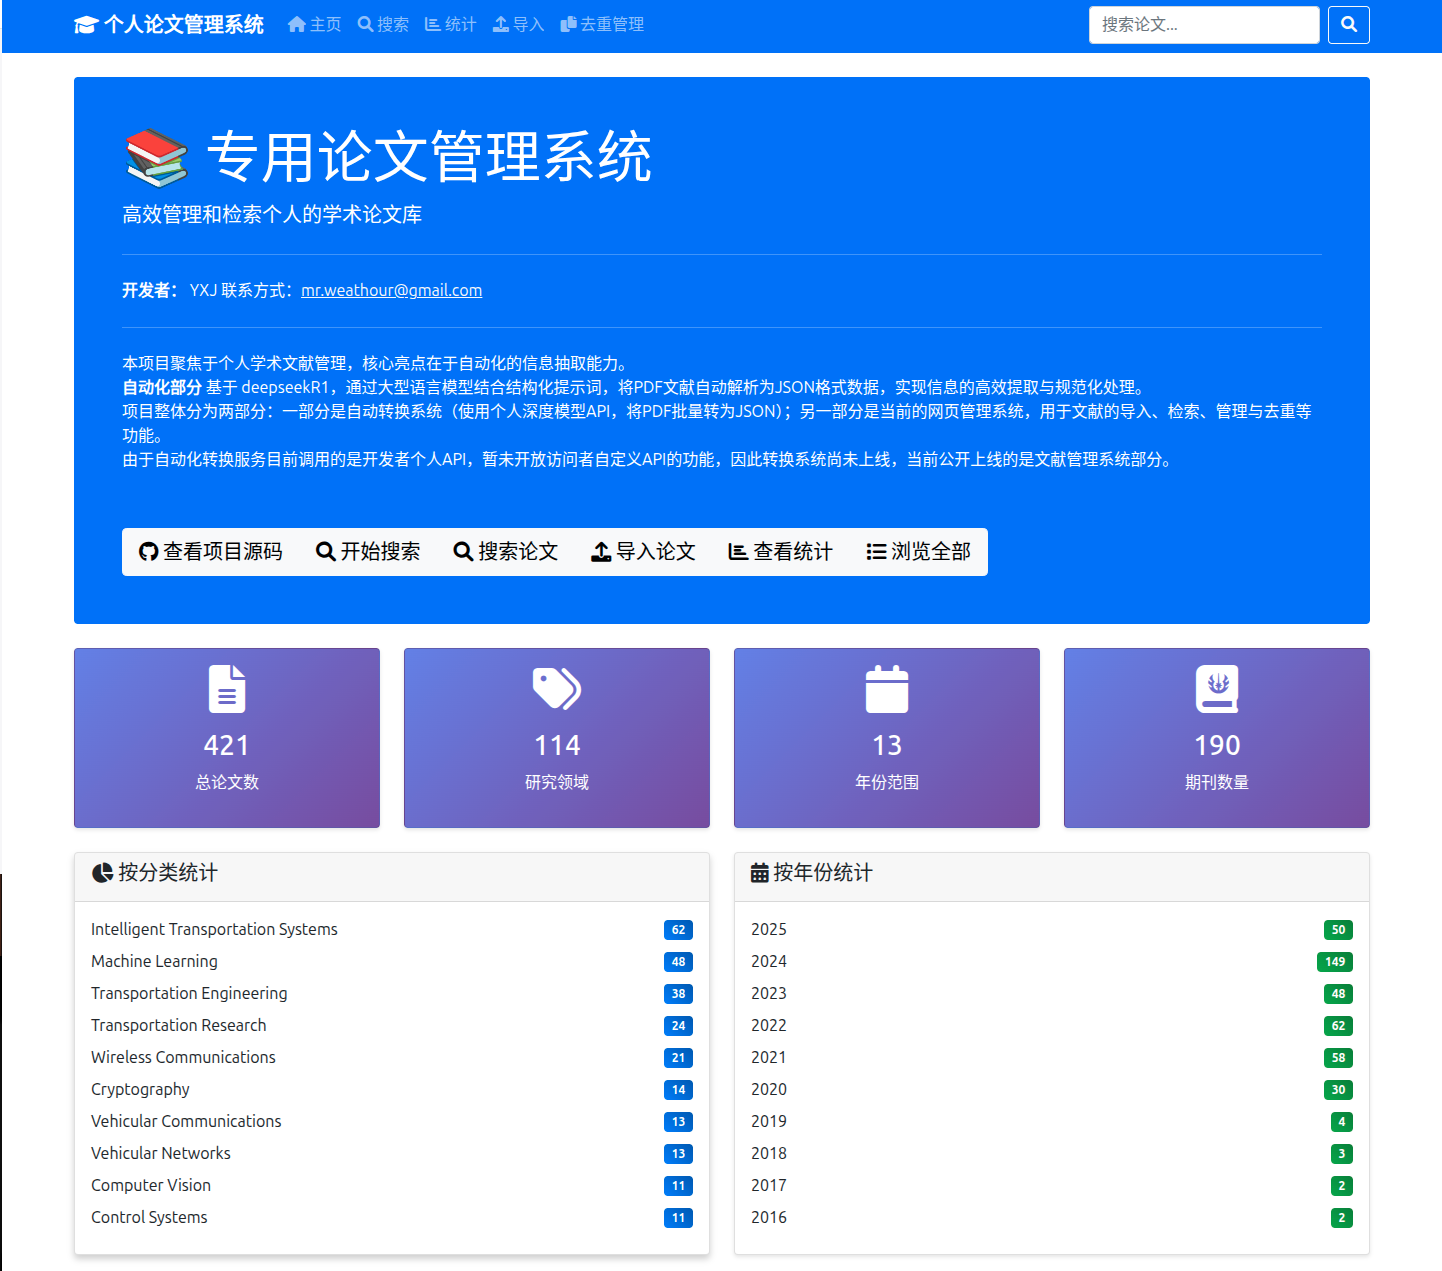 个人论文管理系统 主页 搜索 统计 导入 去重管理 搜索论文...
专用论文管理系统
高效管理和检索个人的学术论文库
开发者： YXJ 联系方式：mr.weathour@gmail.com
本项目聚焦于个人学术文献管理，核心亮点在于自动化的信息抽取能力。
自动化部分 基于 deepseekR1，通过大型语言模型结合结构化提示词，将PDF文献自动解析为JSON格式数据，实现信息的高效提取与规范化处理。
项目整体分为两部分：一部分是自动转换系统（使用个人深度模型API，将PDF批量转为JSON）；另一部分是当前的网页管理系统，用于文献的导入、检索、管理与去重等
功能。
由于自动化转换服务目前调用的是开发者个人API，暂未开放访问者自定义API的功能，因此转换系统尚未上线，当前公开上线的是文献管理系统部分。
查看项目源码 开始搜索 搜索论文 导入论文 查看统计 浏览全部
421
总论文数
114
研究领域
13
年份范围
190
期刊数量
按分类统计
Intelligent Transportation Systems 62
Machine Learning 48
Transportation Engineering 38
Transportation Research 24
Wireless Communications 21
Cryptography 14
Vehicular Communications 13
Vehicular Networks 13
Computer Vision 11
Control Systems 11
按年份统计
2025 50
2024 149
2023 48
2022 62
2021 58
2020 30
2019 4
2018 3
2017 2
2016 2